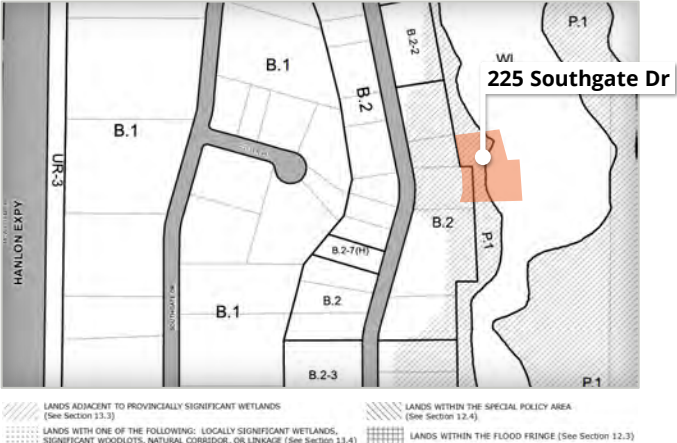 P.1
B.2-2
WL
225 Southgate Dr
B.1
B.2
B.1
UR-3
HANLON EXPY
B.2
P.1
B.2-7(H)
B.2
B.1
SOUTHGATE DR
B.2-3
P.1
LANDS ADJACENT TO PROVINCIALLY SIGNIFICANT WETLANDS
(See Section 13.3)
LANDS WITHIN THE SPECIAL POLICY AREA
(See Section 12.4)
LANDS WITH ONE OF THE FOLLOWING: LOCALLY SIGNIFICANT WETLANDS,
SIGNIFICANT WOODLOTS, NATURAL CORRIDOR, OR LINKAGE (See Section 13.4)
LANDS WITHIN THE FLOOD FRINGE (See Section 12.3)